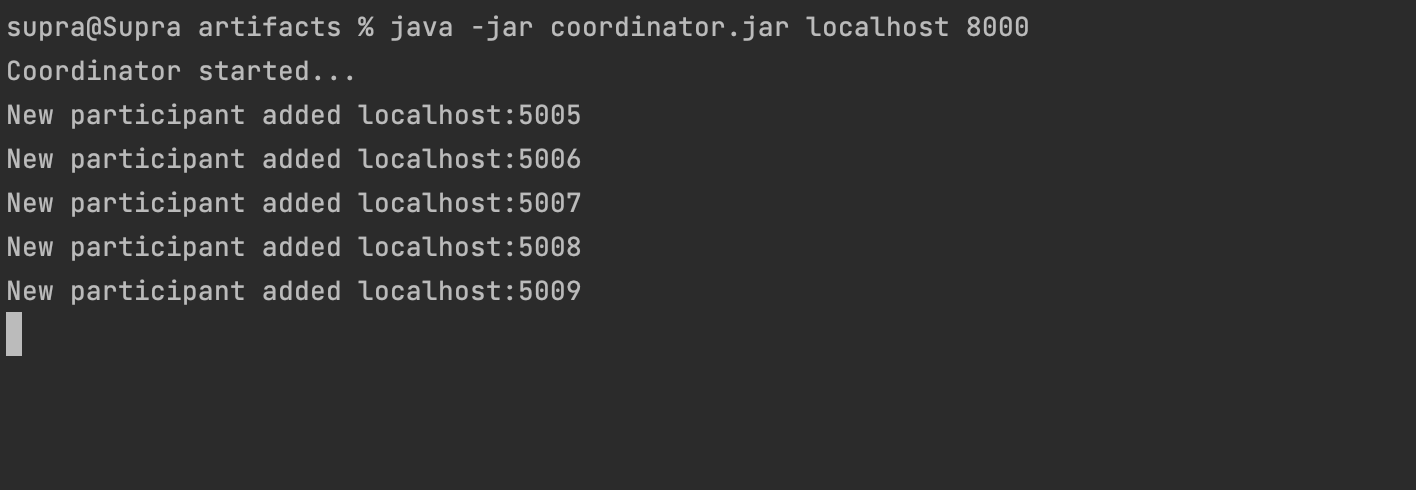 supra@Supra artifacts % java -jar coordinator.jar localhost 8000
Coordinator started...
New participant added localhost:5005
New participant added localhost:5006
New participant added localhost:5007
New participant added localhost:5008
New participant added localhost:5009